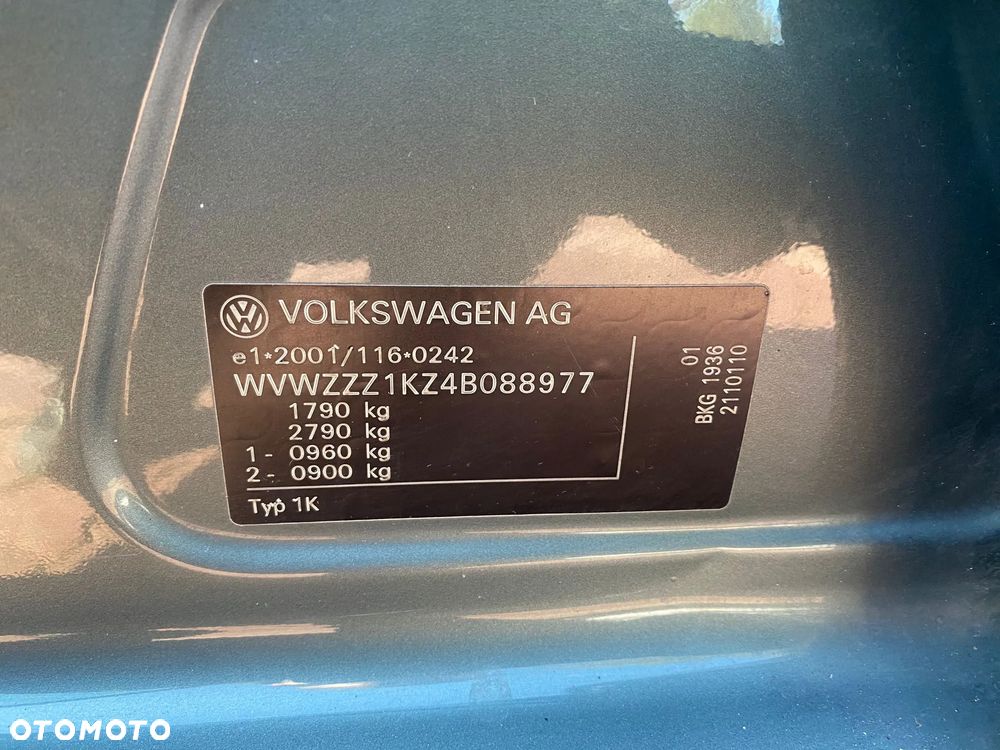 VOLKSWAGEN AG
e1*2001/116*0242
WVWZZZ1KZ4B088977
1790 kg
2790 kg
1 - 0960 kg
2 - 0900 kg
Typ 1K
01
BKG 1936
2110110
OTOMOTO